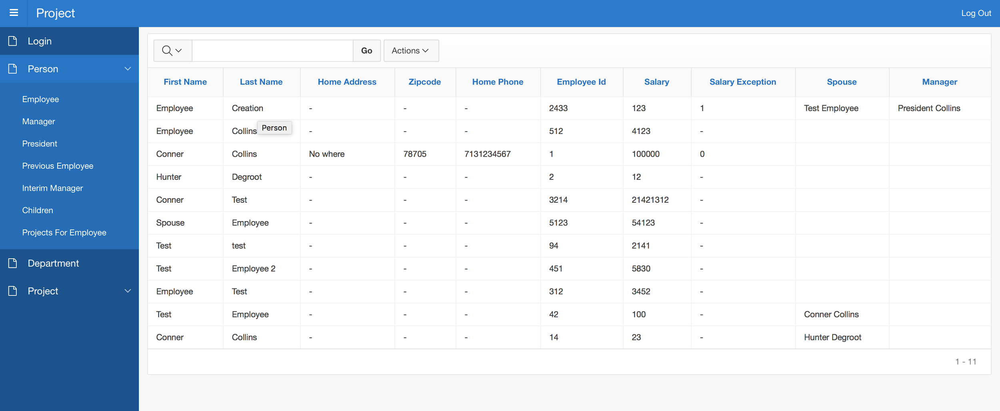 Project
Log Out
Login
Person
Employee
Manager
President
Previous Employee
Interim Manager
Children
Projects For Employee
Department
Project
Go Actions
First Name Last Name Home Address Zipcode Home Phone Employee Id Salary Salary Exception Spouse Manager
Employee Creation - - - 2433 123 1 Test Employee President Collins
Employee Collins - - - 512 4123 -
Person
Conner Collins No where 78705 7131234567 1 100000 0
Hunter Degroot - - - 2 12 -
Conner Test - - - 3214 21421312 -
Spouse Employee - - - 5123 54123 -
Test test - - - 94 2141 -
Test Employee 2 - - - 451 5830 -
Employee Test - - - 312 3452 -
Test Employee - - - 42 100 - Conner Collins
Conner Collins - - - 14 23 - Hunter Degroot
1 - 11